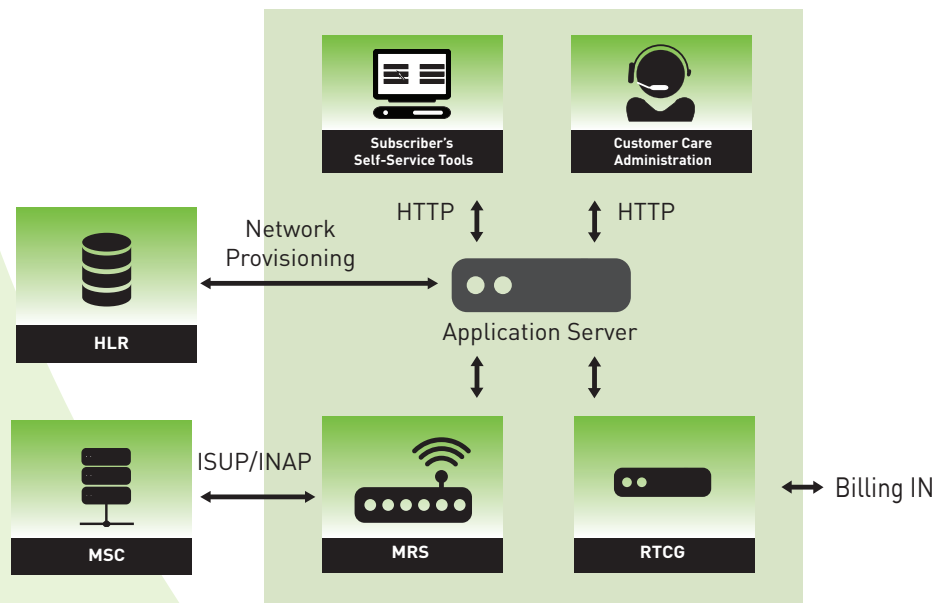 Subscriber's
Self-Service Tools
Customer Care
Administration
HTTP
HTTP
Network
Provisioning
HLR
Application Server
ISUP/INAP
MSC
MRS
RTCG
Billing IN